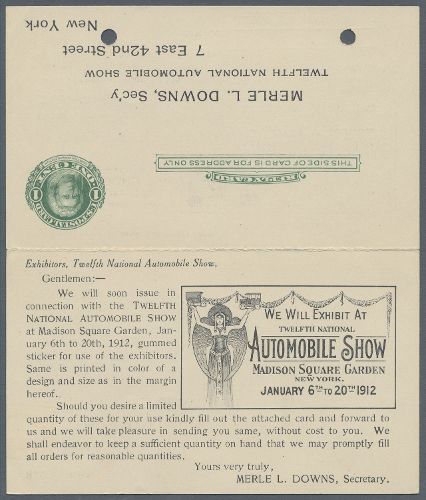 MERLE L. DOWNS, Sec'y
TWELFTH NATIONAL AUTOMOBILE SHOW
7 East 42nd Street
New York
REPLY CARD
THIS SIDE OF CARD IS FOR ADDRESS ONLY
U.S. POSTAGE
1
1
ONE CENT
Exhibitors, Twelfth National Automobile Show,
Gentlemen:—
We will soon issue in
connection with the TWELFTH
NATIONAL AUTOMOBILE SHOW
at Madison Square Garden, Jan-
uary 6th to 20th, 1912, gummed
sticker for use of the exhibitors.
Same is printed in color of a
design and size as in the margin
hereof.
WE WILL EXHIBIT AT
TWELFTH NATIONAL
AUTOMOBILE SHOW
MADISON SQUARE GARDEN
NEW YORK.
JANUARY 6TH TO 20TH 1912
Should you desire a limited
quantity of these for your use kindly fill out the attached card and forward to
us and we will take pleasure in sending you same, without cost to you. We
shall endeavor to keep a sufficient quantity on hand that we may promptly fill
all orders for reasonable quantities.
Yours very truly,
MERLE L. DOWNS, Secretary.